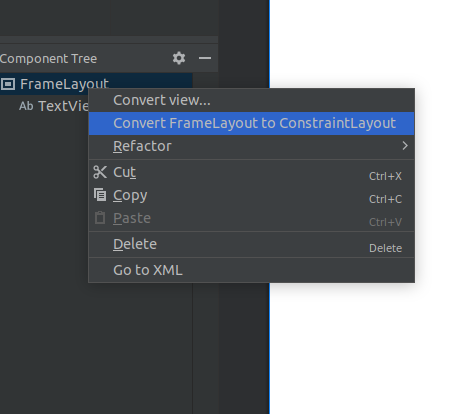 Component Tree
FrameLayout
Ab TextVie
Convert view...
Convert FrameLayout to ConstraintLayout
Refactor
Cut Ctrl+X
Copy Ctrl+C
Paste Ctrl+V
Delete Delete
Go to XML